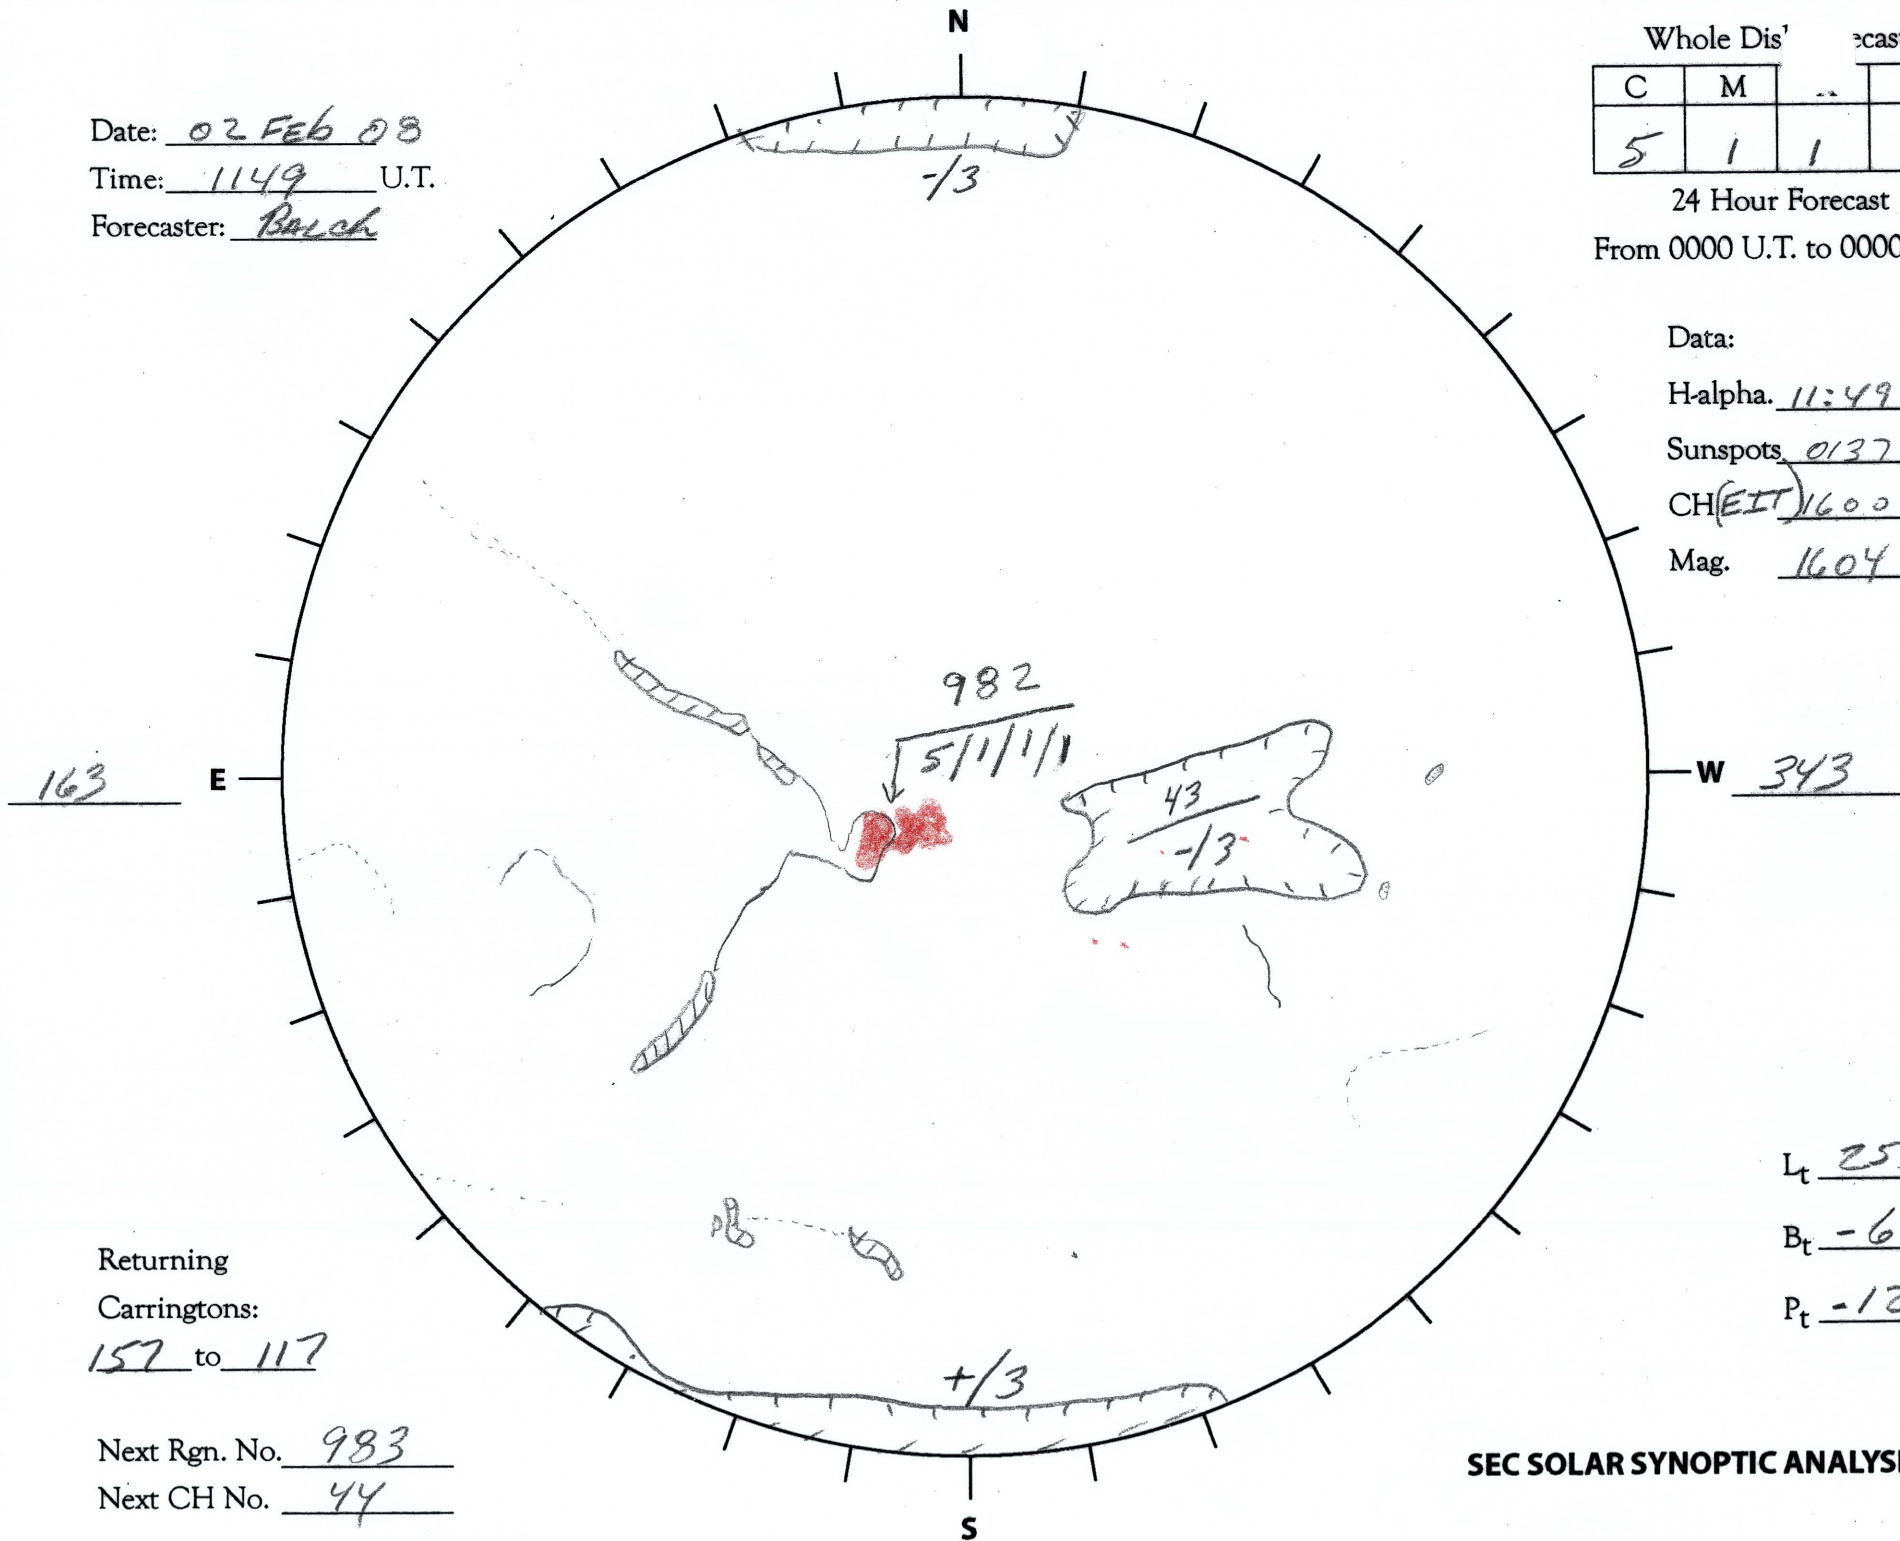 N
Date: 02 FEB 08
Time: 1149 U.T.
Forecaster: BALCH
Whole Dis
C M
5 1 1
24 Hour Forecast
From 0000 U.T. to 0000
-/3
Data:
H-alpha. 11:49
Sunspots 0137
CH (EIT) 1600
Mag. 1604
982
5/1/1/1
163 E
43
-/3
W 343
Lt 25
Bt -6
Pt -12
Returning
Carringtons:
157 to 117
+/3
Next Rgn. No. 983
Next CH No. 44
SEC SOLAR SYNOPTIC ANALYSI
S